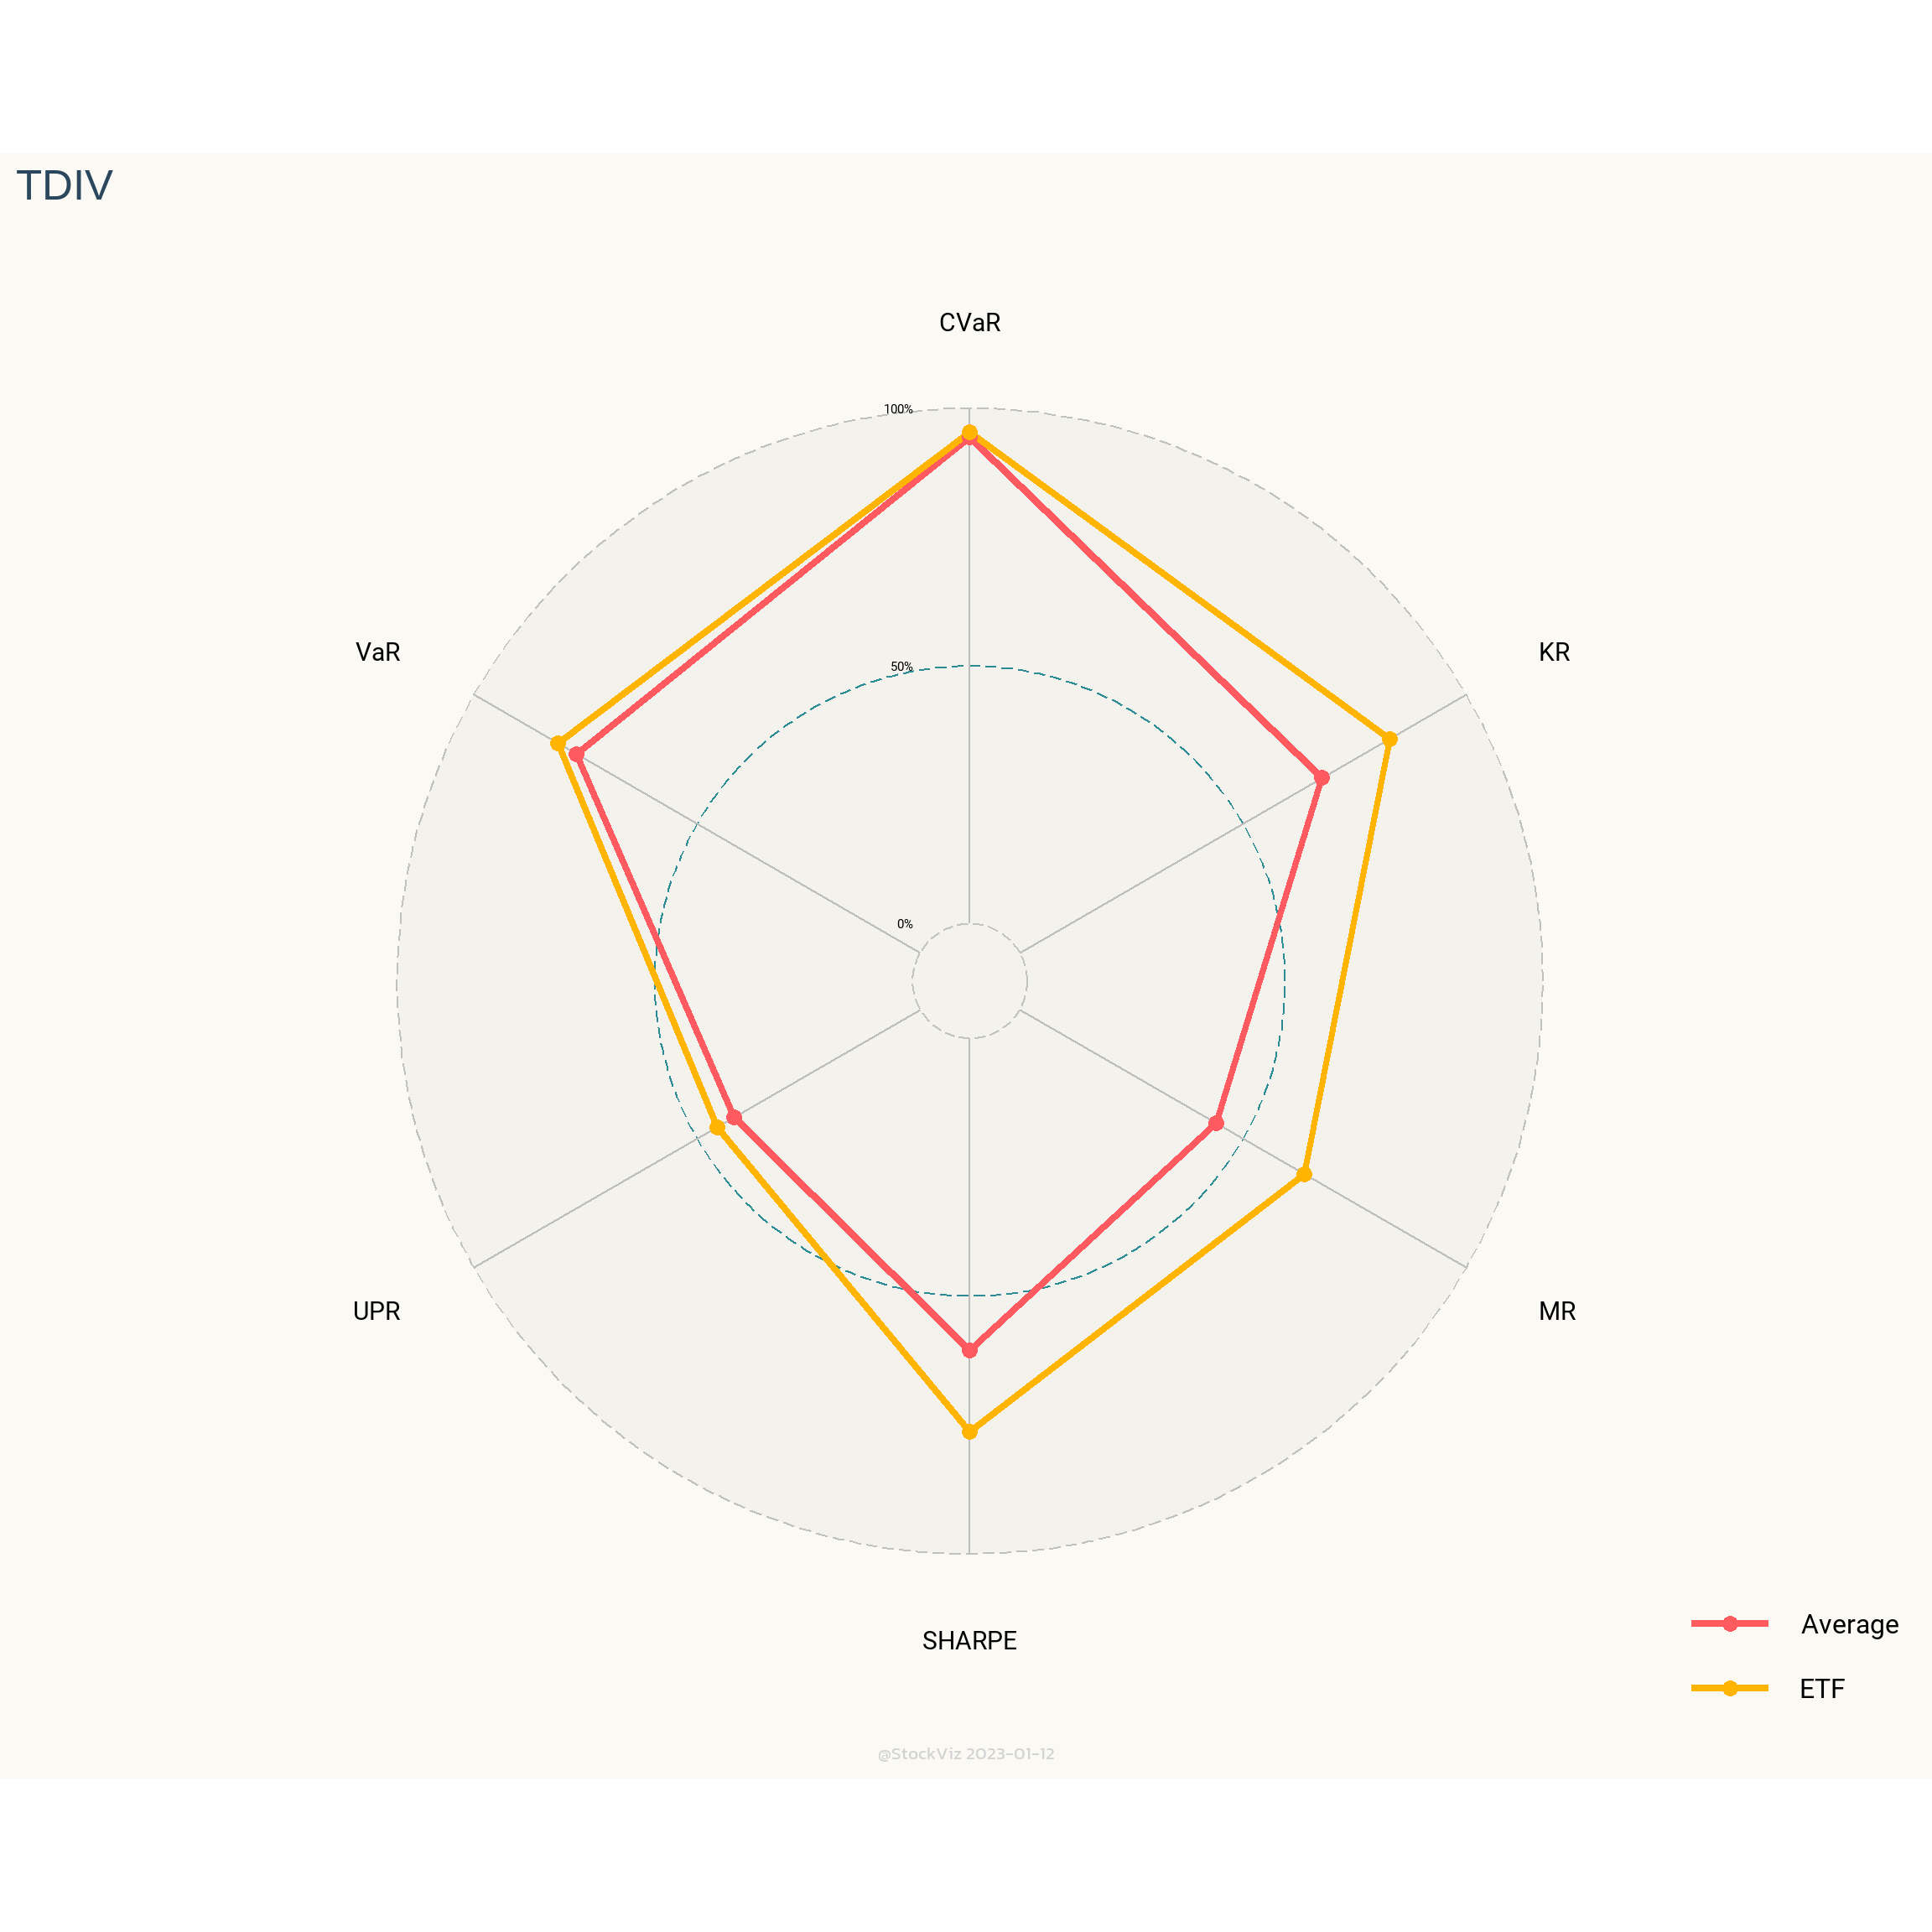 TDIV
CVaR
100%
KR
VaR
50%
0%
UPR
MR
SHARPE
Average
ETF
@StockViz 2023-01-12